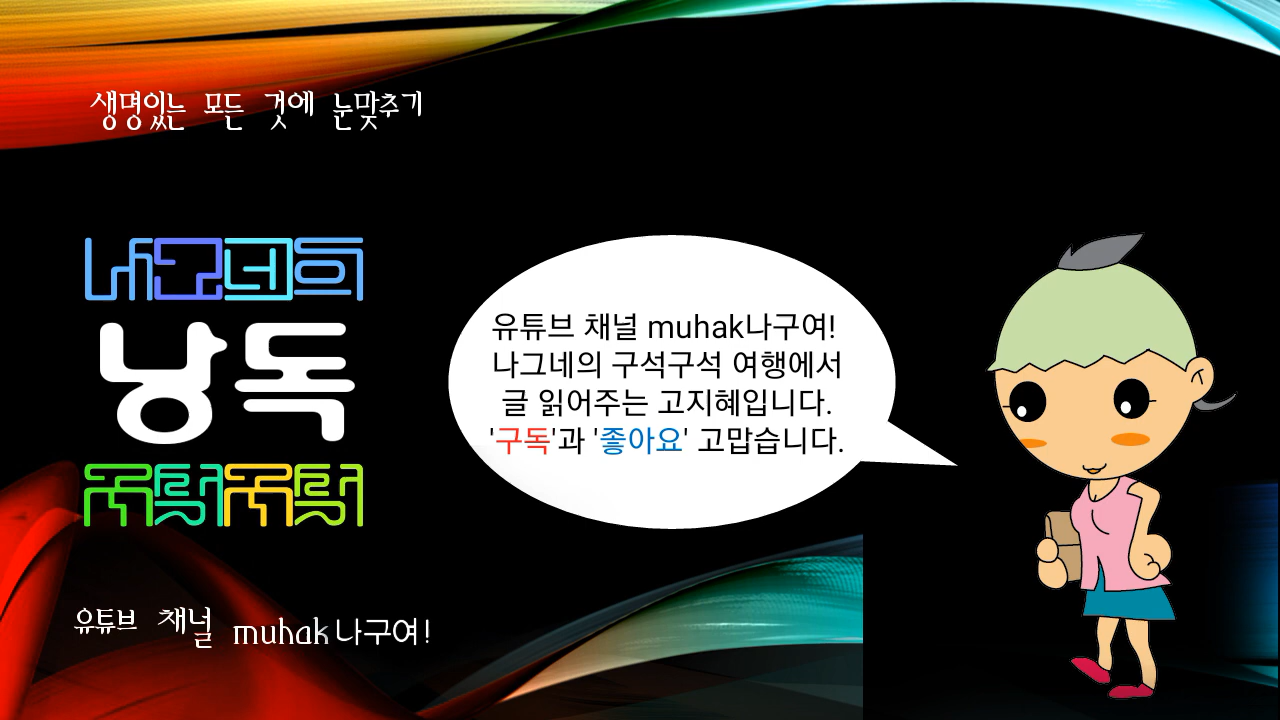 생명있는 모든 것에 눈맞추기
나그네의
낭독
구석구석
유튜브 채널 muhak나구여!
나그네의 구석구석 여행에서
글 읽어주는 고지혜입니다.
'구독'과 '좋아요' 고맙습니다.
유튜브 채널 muhak나구여!